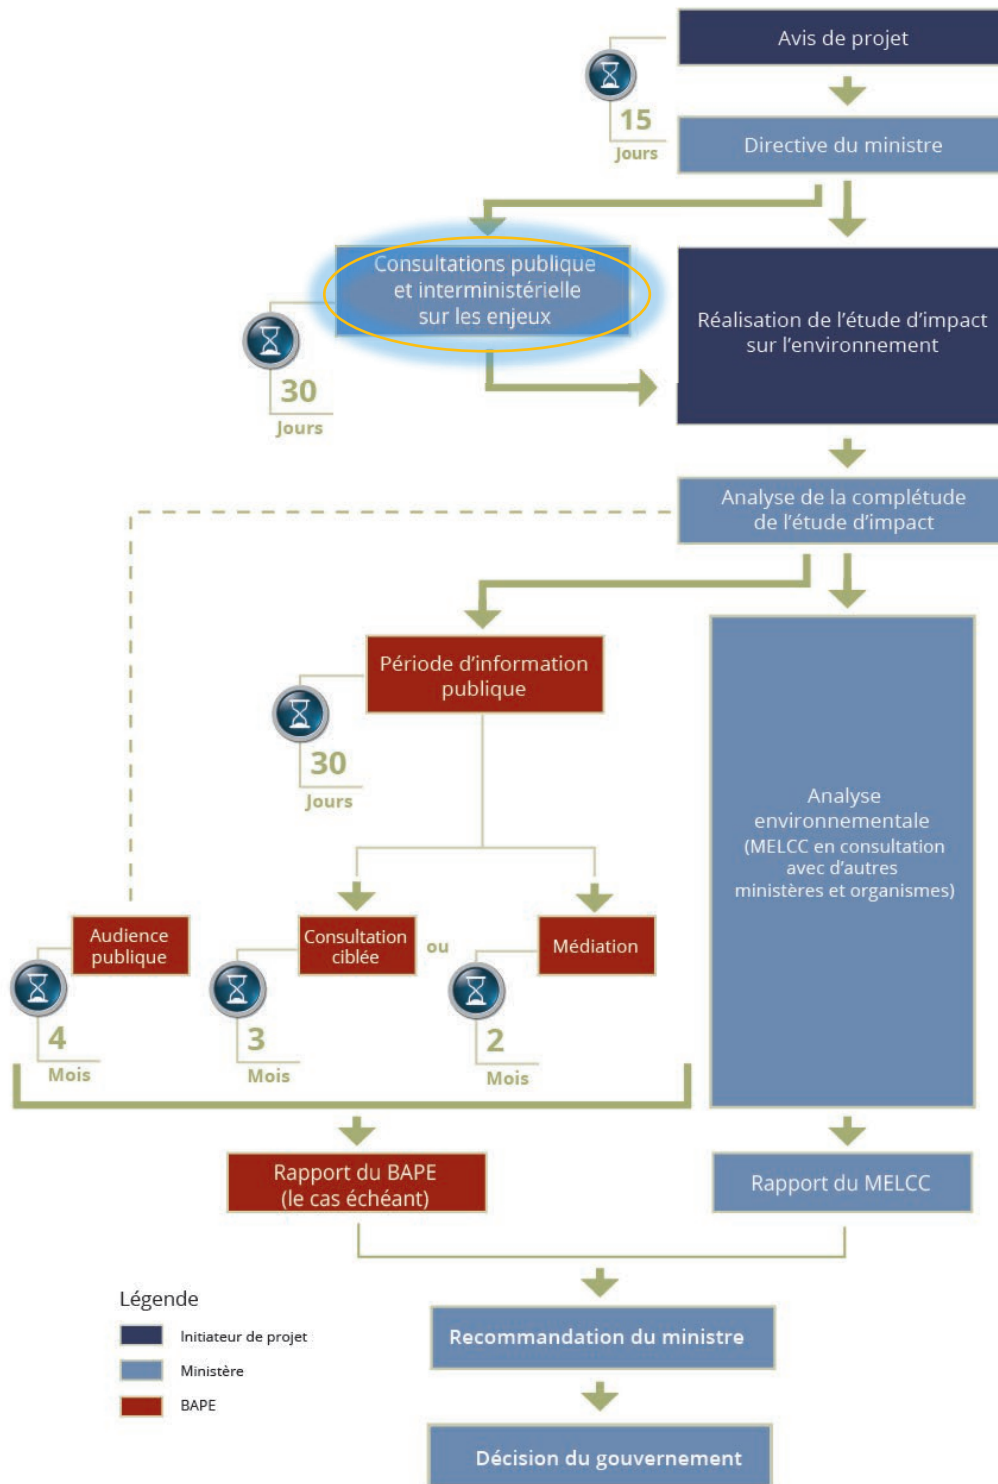 Avis de projet
15
Jours
Directive du ministre
Consultations publique
et interministérielle
sur les enjeux
30
Jours
Réalisation de l'étude d'impact
sur l'environnement
Analyse de la complétude
de l'étude d'impact
Période d'information
publique
30
Jours
Analyse
environnementale
(MELCC en consultation
avec d'autres
ministères et organismes)
Audience
publique
4
Mois
Consultation
ciblée
3
Mois
ou
Médiation
2
Mois
Rapport du BAPE
(le cas échéant)
Rapport du MELCC
Légende
Initiateur de projet
Ministère
BAPE
Recommandation du ministre
Décision du gouvernement